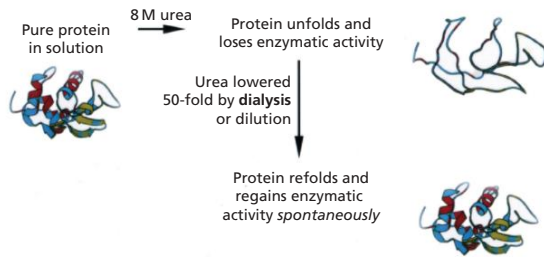 Pure protein
in solution
8 M urea
Protein unfolds and
loses enzymatic activity
Urea lowered
50-fold by dialysis
or dilution
Protein refolds and
regains enzymatic
activity spontaneously